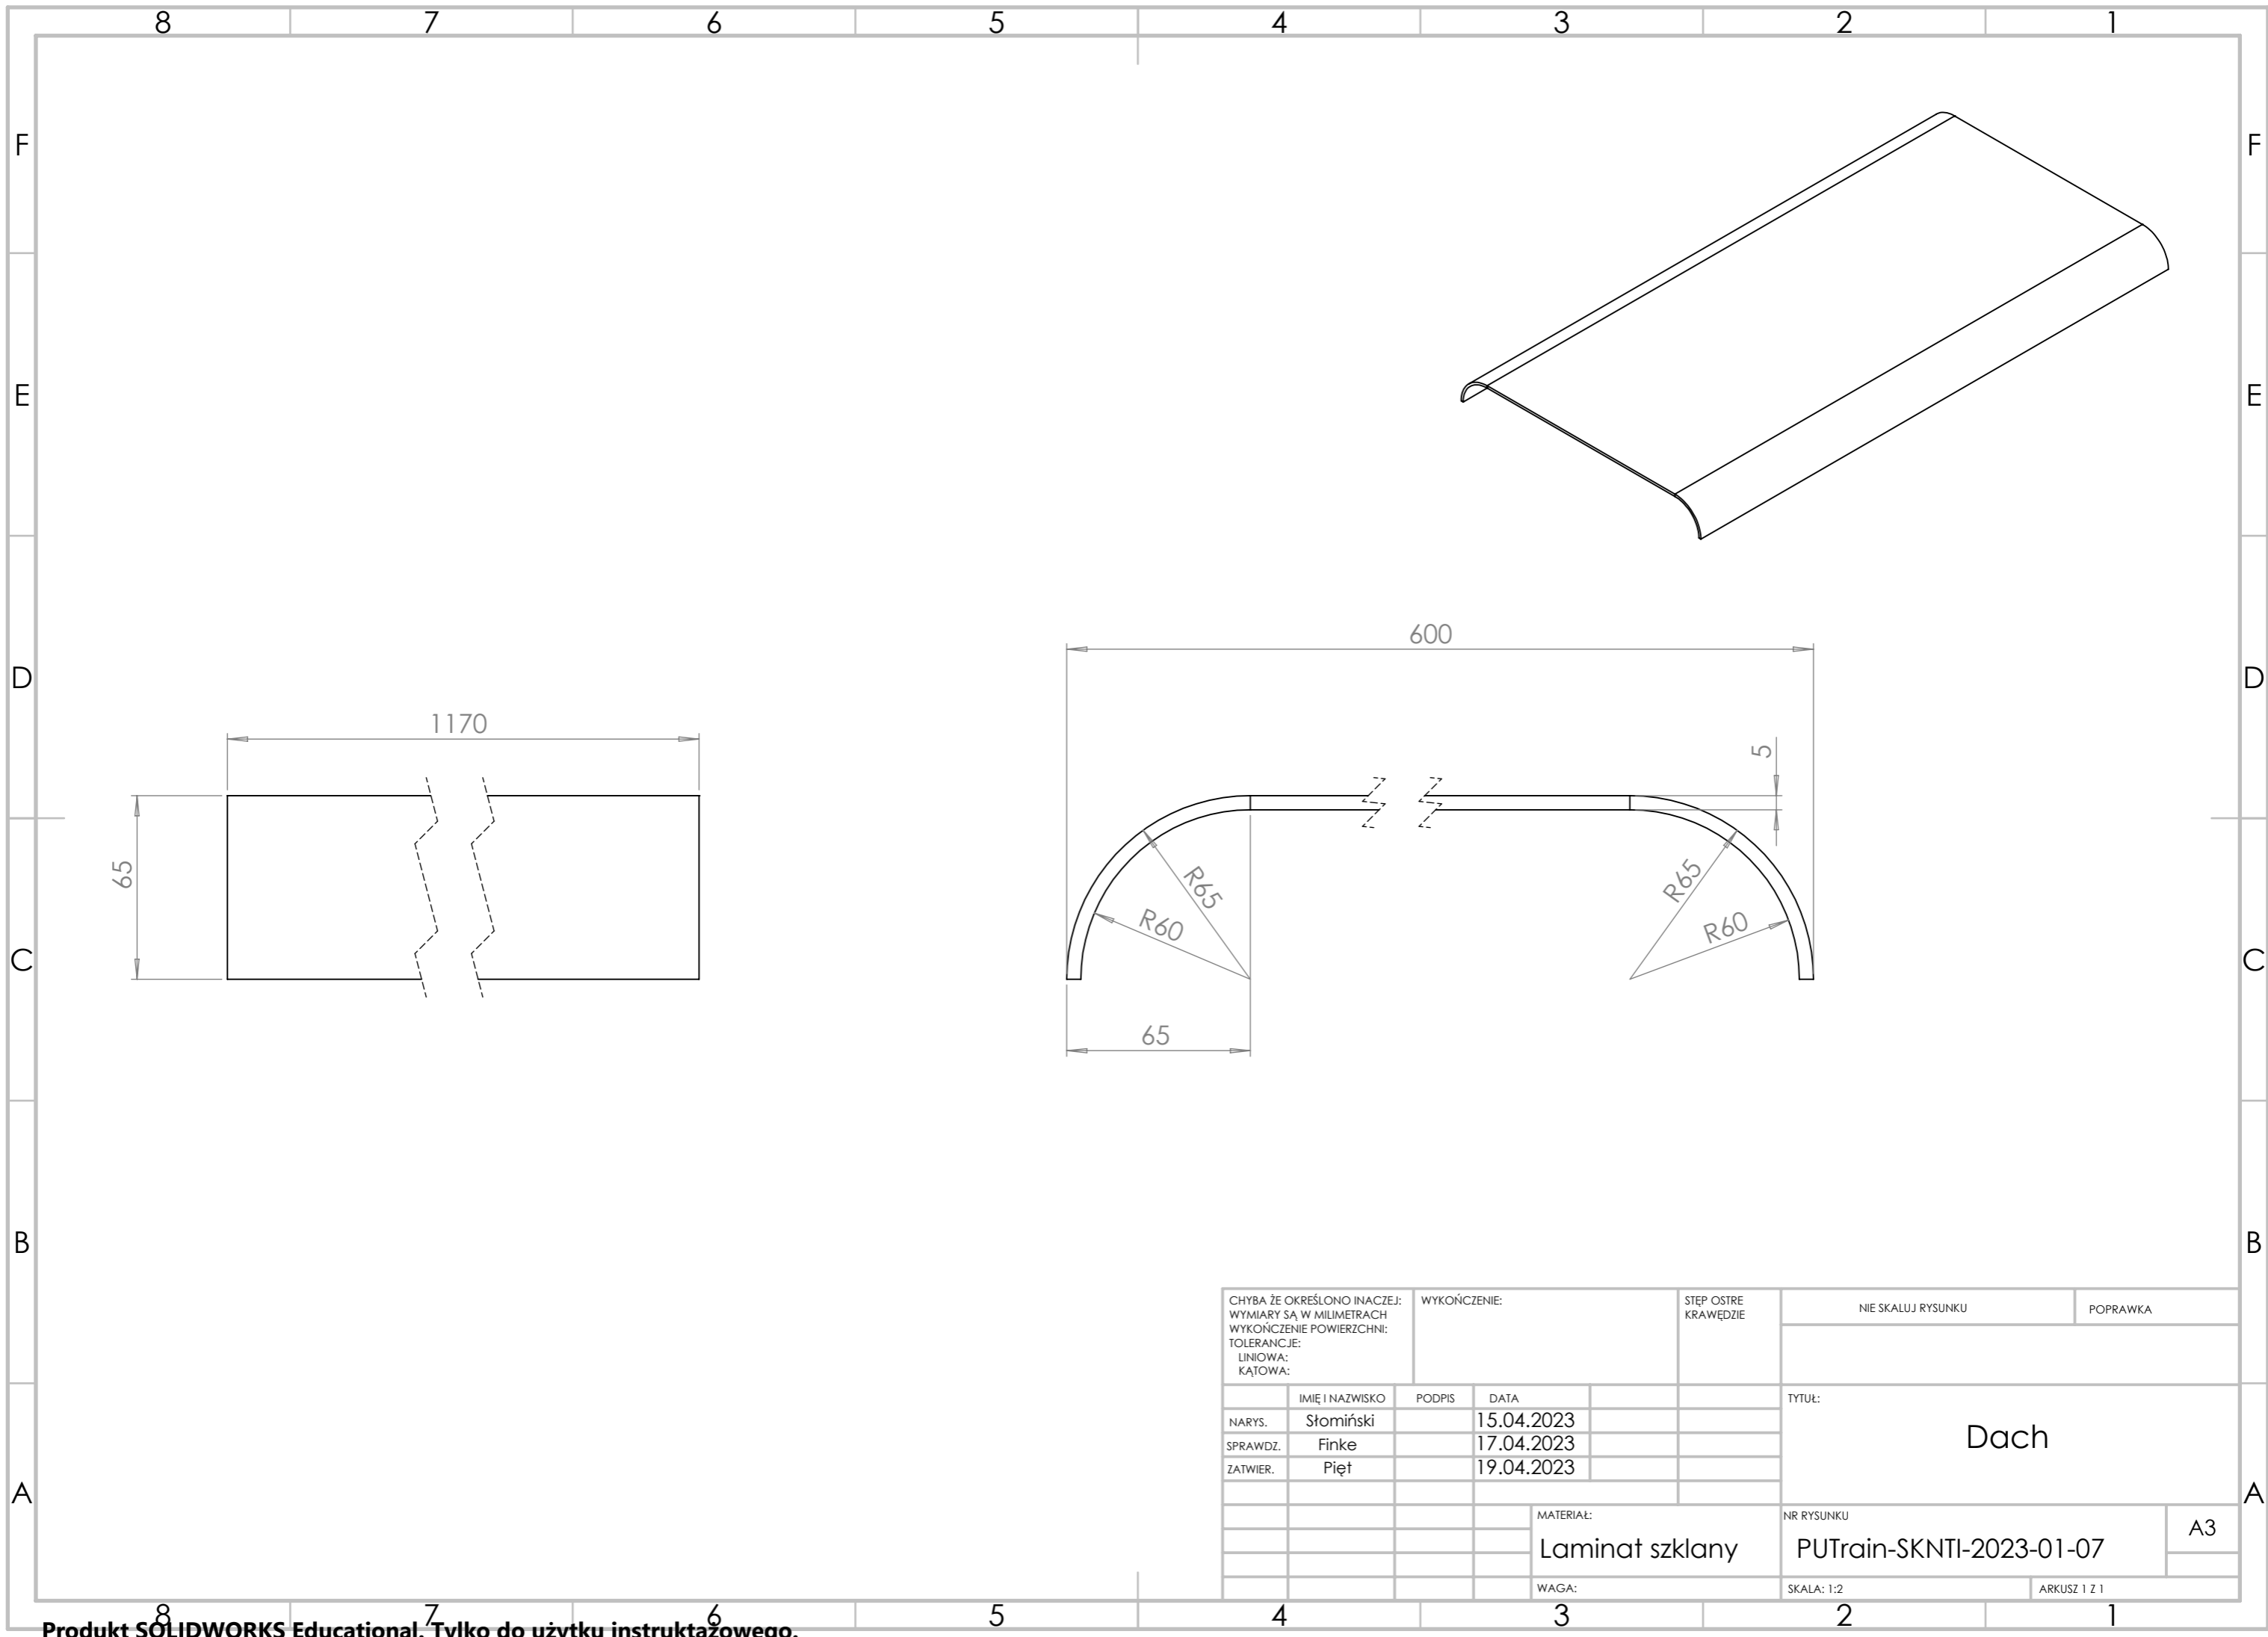 8 7 6 5 4 3 2 1
F F
E E
D D
C C
B B
A A
600
1170
5
65
R65
R60
R65
R60
65
CHYBA ŻE OKREŚLONO INACZEJ:
WYMIARY SĄ W MILIMETRACH
WYKOŃCZENIE POWIERZCHNI:
TOLERANCJE:
LINIOWA:
KĄTOWA:
WYKOŃCZENIE:
STĘP OSTRE
KRAWĘDZIE
NIE SKALUJ RYSUNKU
POPRAWKA
IMIĘ I NAZWISKO PODPIS DATA
NARYS. Słomiński 15.04.2023
SPRAWDZ. Finke 17.04.2023
ZATWIER. Pięt 19.04.2023
TYTUŁ:
Dach
MATERIAŁ:
Laminat szklany
NR RYSUNKU
PUTrain-SKNTI-2023-01-07
A3
WAGA:
SKALA: 1:2
ARKUSZ 1 Z 1
8 7 6 5 4 3 2 1
Produkt SOLIDWORKS Educational. Tylko do użytku instruktażowego.